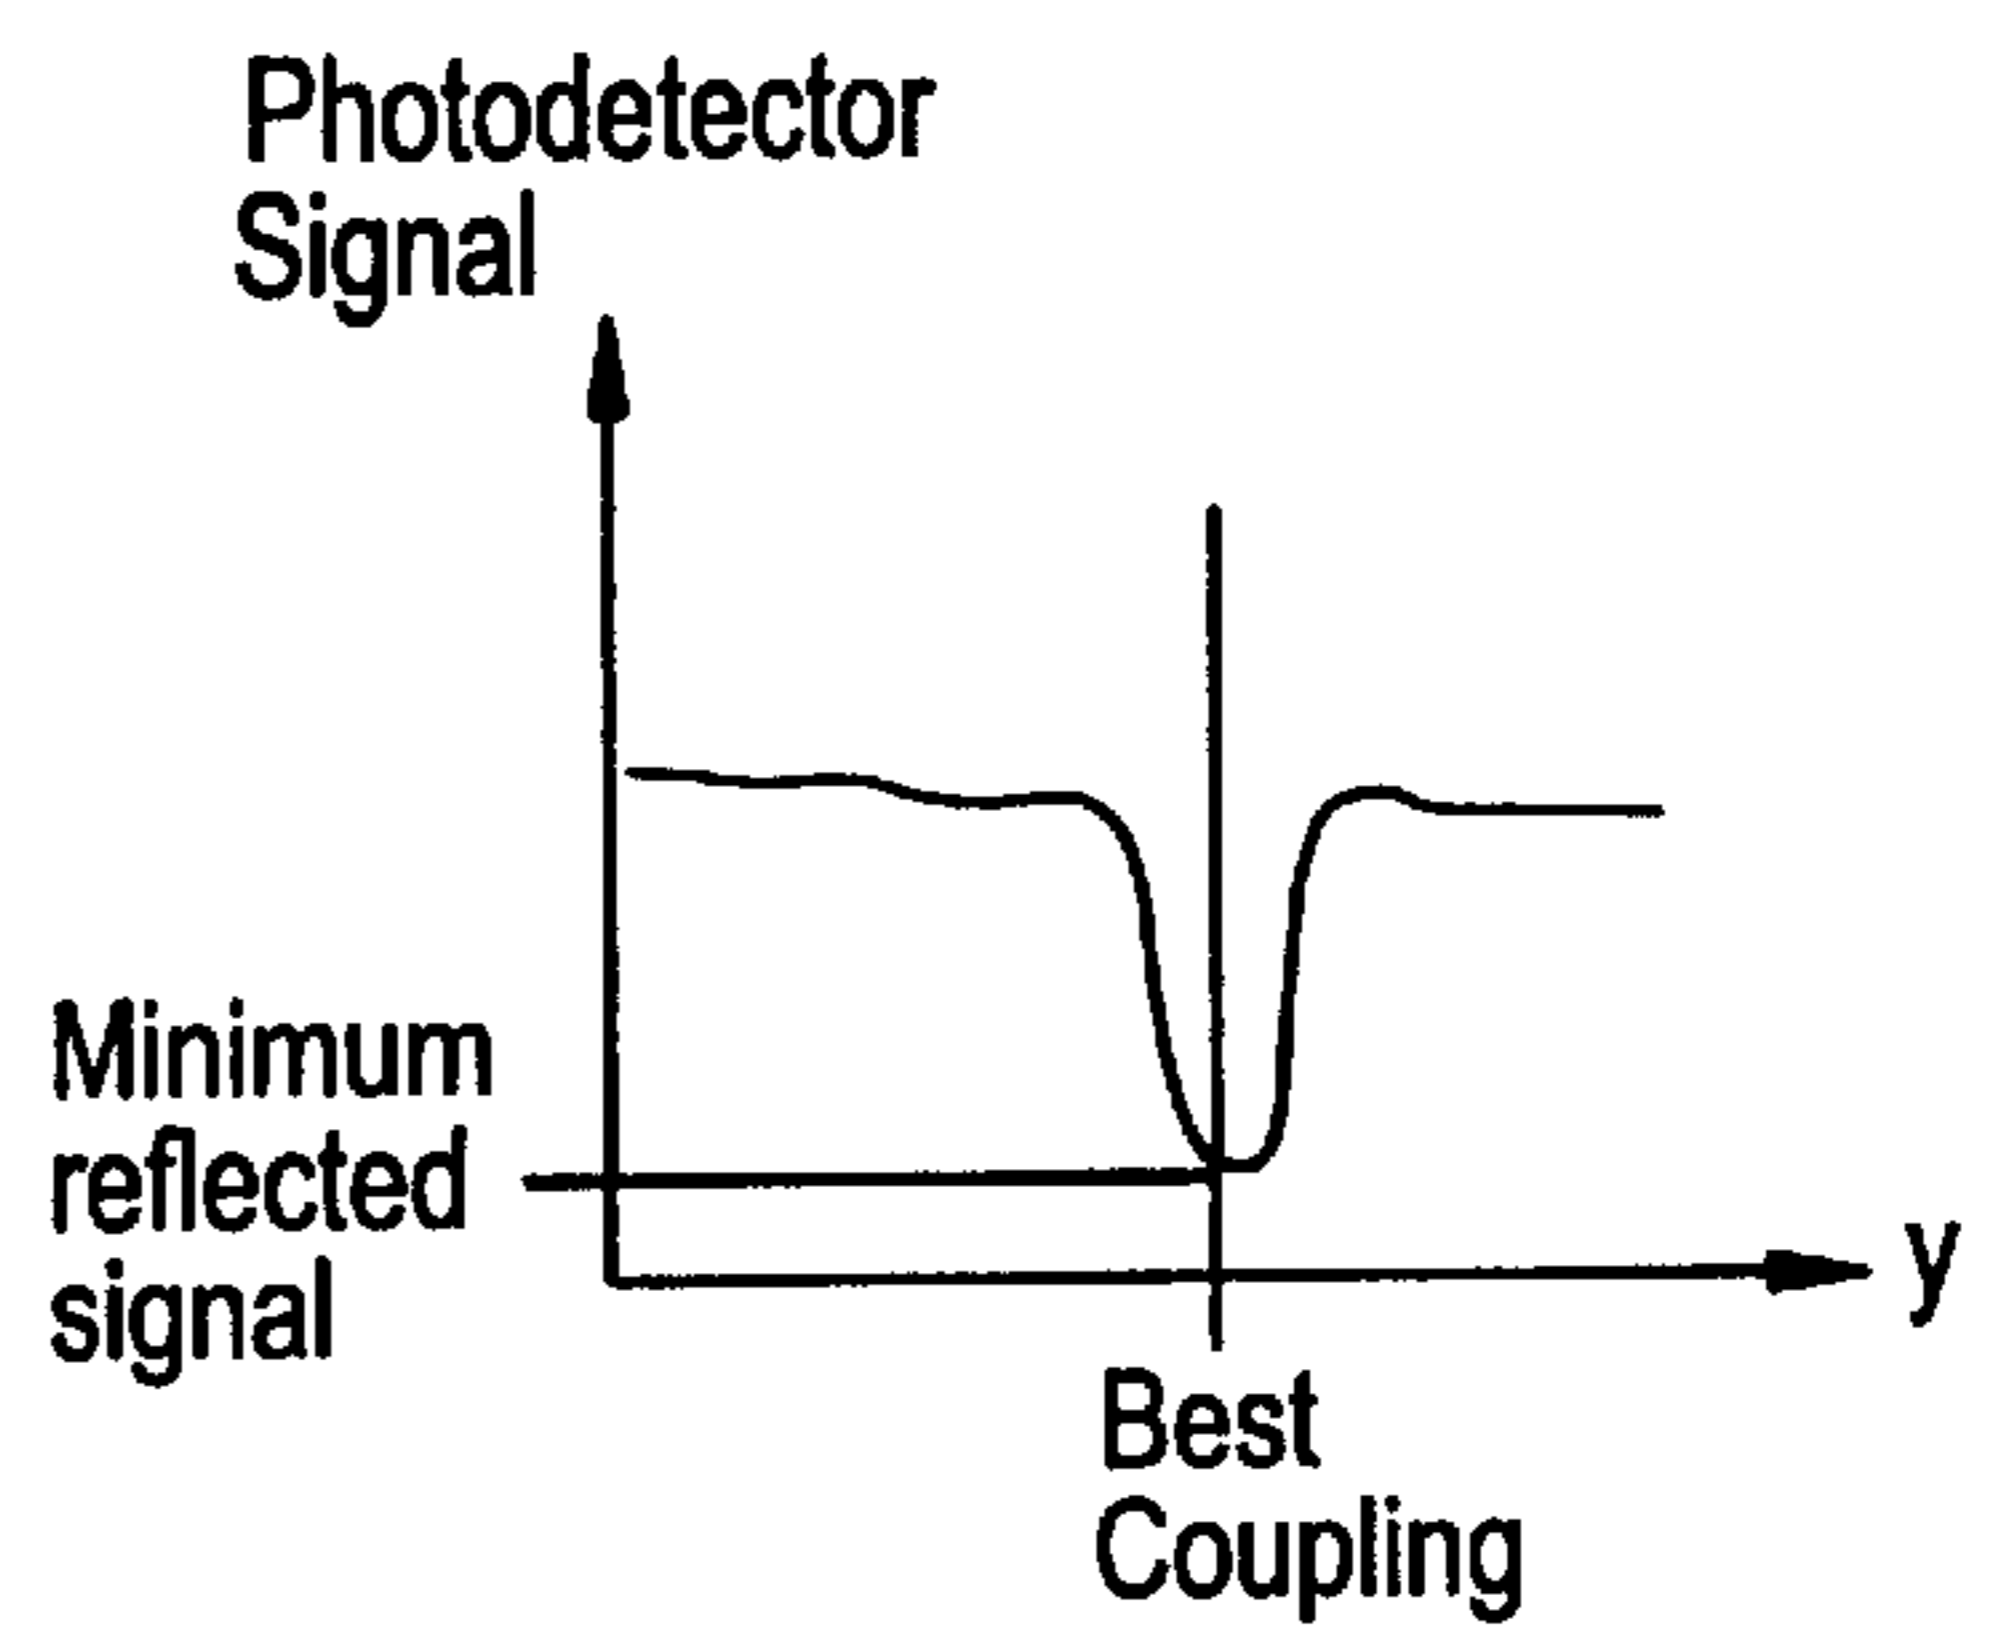 Photodetector
Signal
Minimum
reflected
signal
y
Best
Coupling